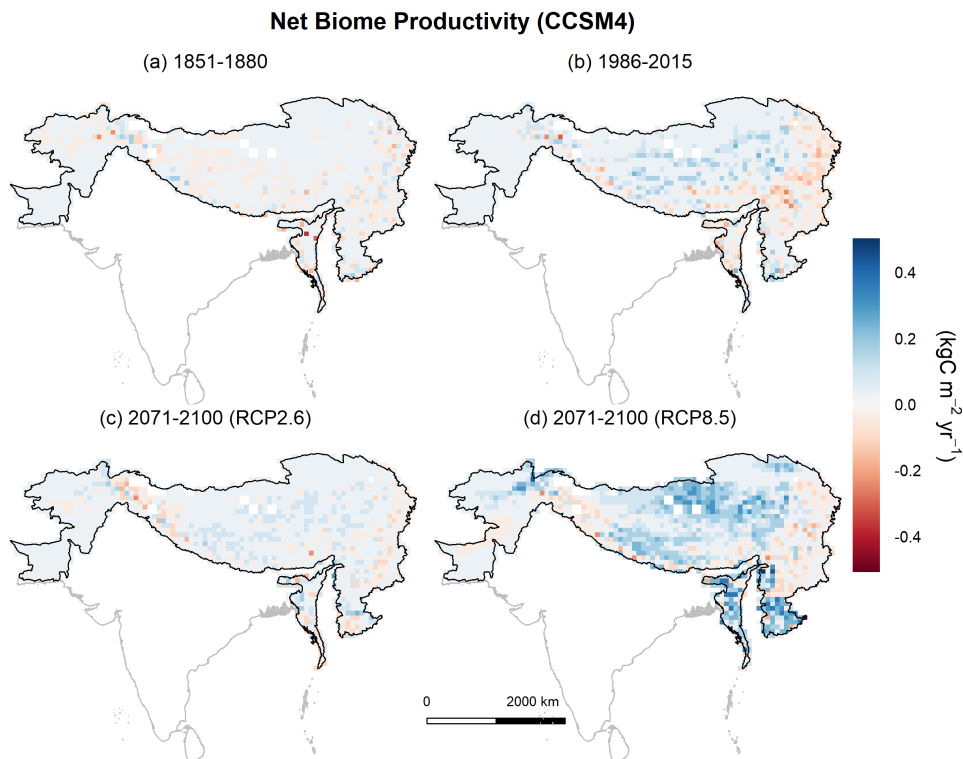 Net Biome Productivity (CCSM4)
(a) 1851-1880
(b) 1986-2015
(c) 2071-2100 (RCP2.6)
(d) 2071-2100 (RCP8.5)
0.4
0.2
0.0
-0.2
-0.4
(kgC m⁻² yr⁻¹)
0 2000 km